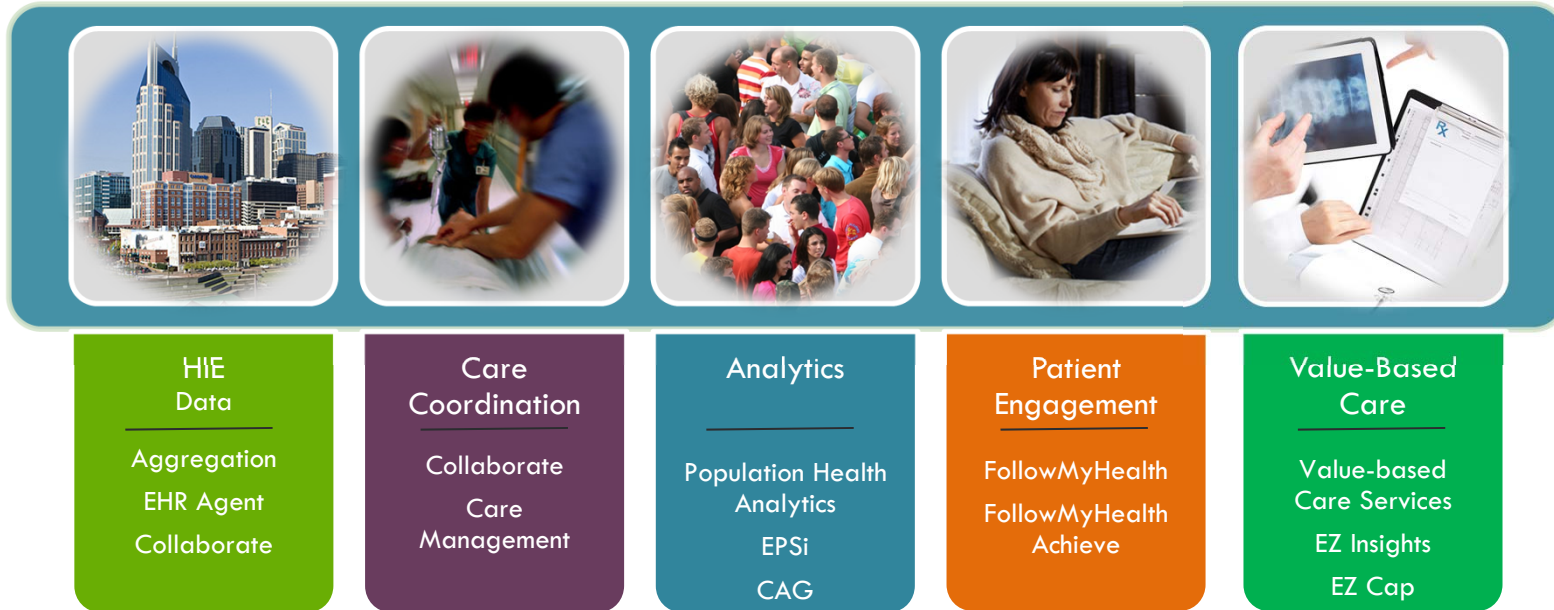 HIE
Data
Aggregation
EHR Agent
Collaborate
Care
Coordination
Collaborate
Care
Management
Analytics
Population Health
Analytics
EPSi
CAG
Patient
Engagement
FollowMyHealth
FollowMyHealth
Achieve
Value-Based
Care
Value-based
Care Services
EZ Insights
EZ Cap
Rx